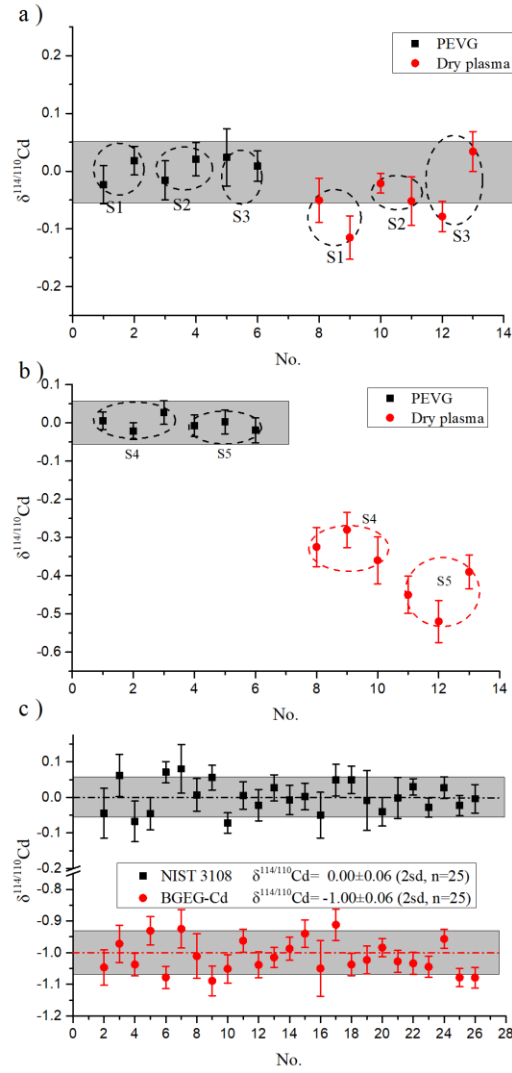 a )
PEVG
Dry plasma
0.2
0.1
0.0
-0.1
-0.2
δ114/110Cd
S1
S2
S3
S1
S2
S3
0 2 4 6 8 10 12 14
No.
b )
PEVG
Dry plasma
0.1
0.0
-0.1
-0.2
-0.3
-0.4
-0.5
-0.6
δ114/110Cd
S4
S5
S4
S5
0 2 4 6 8 10 12 14
No.
c )
0.1
0.0
-0.1
-0.2
-0.8
-0.9
-1.0
-1.1
-1.2
δ114/110Cd
NIST 3108 δ114/110Cd= 0.00±0.06 (2sd, n=25)
BGEG-Cd δ114/110Cd= -1.00±0.06 (2sd, n=25)
0 2 4 6 8 10 12 14 16 18 20 22 24 26 28
No.